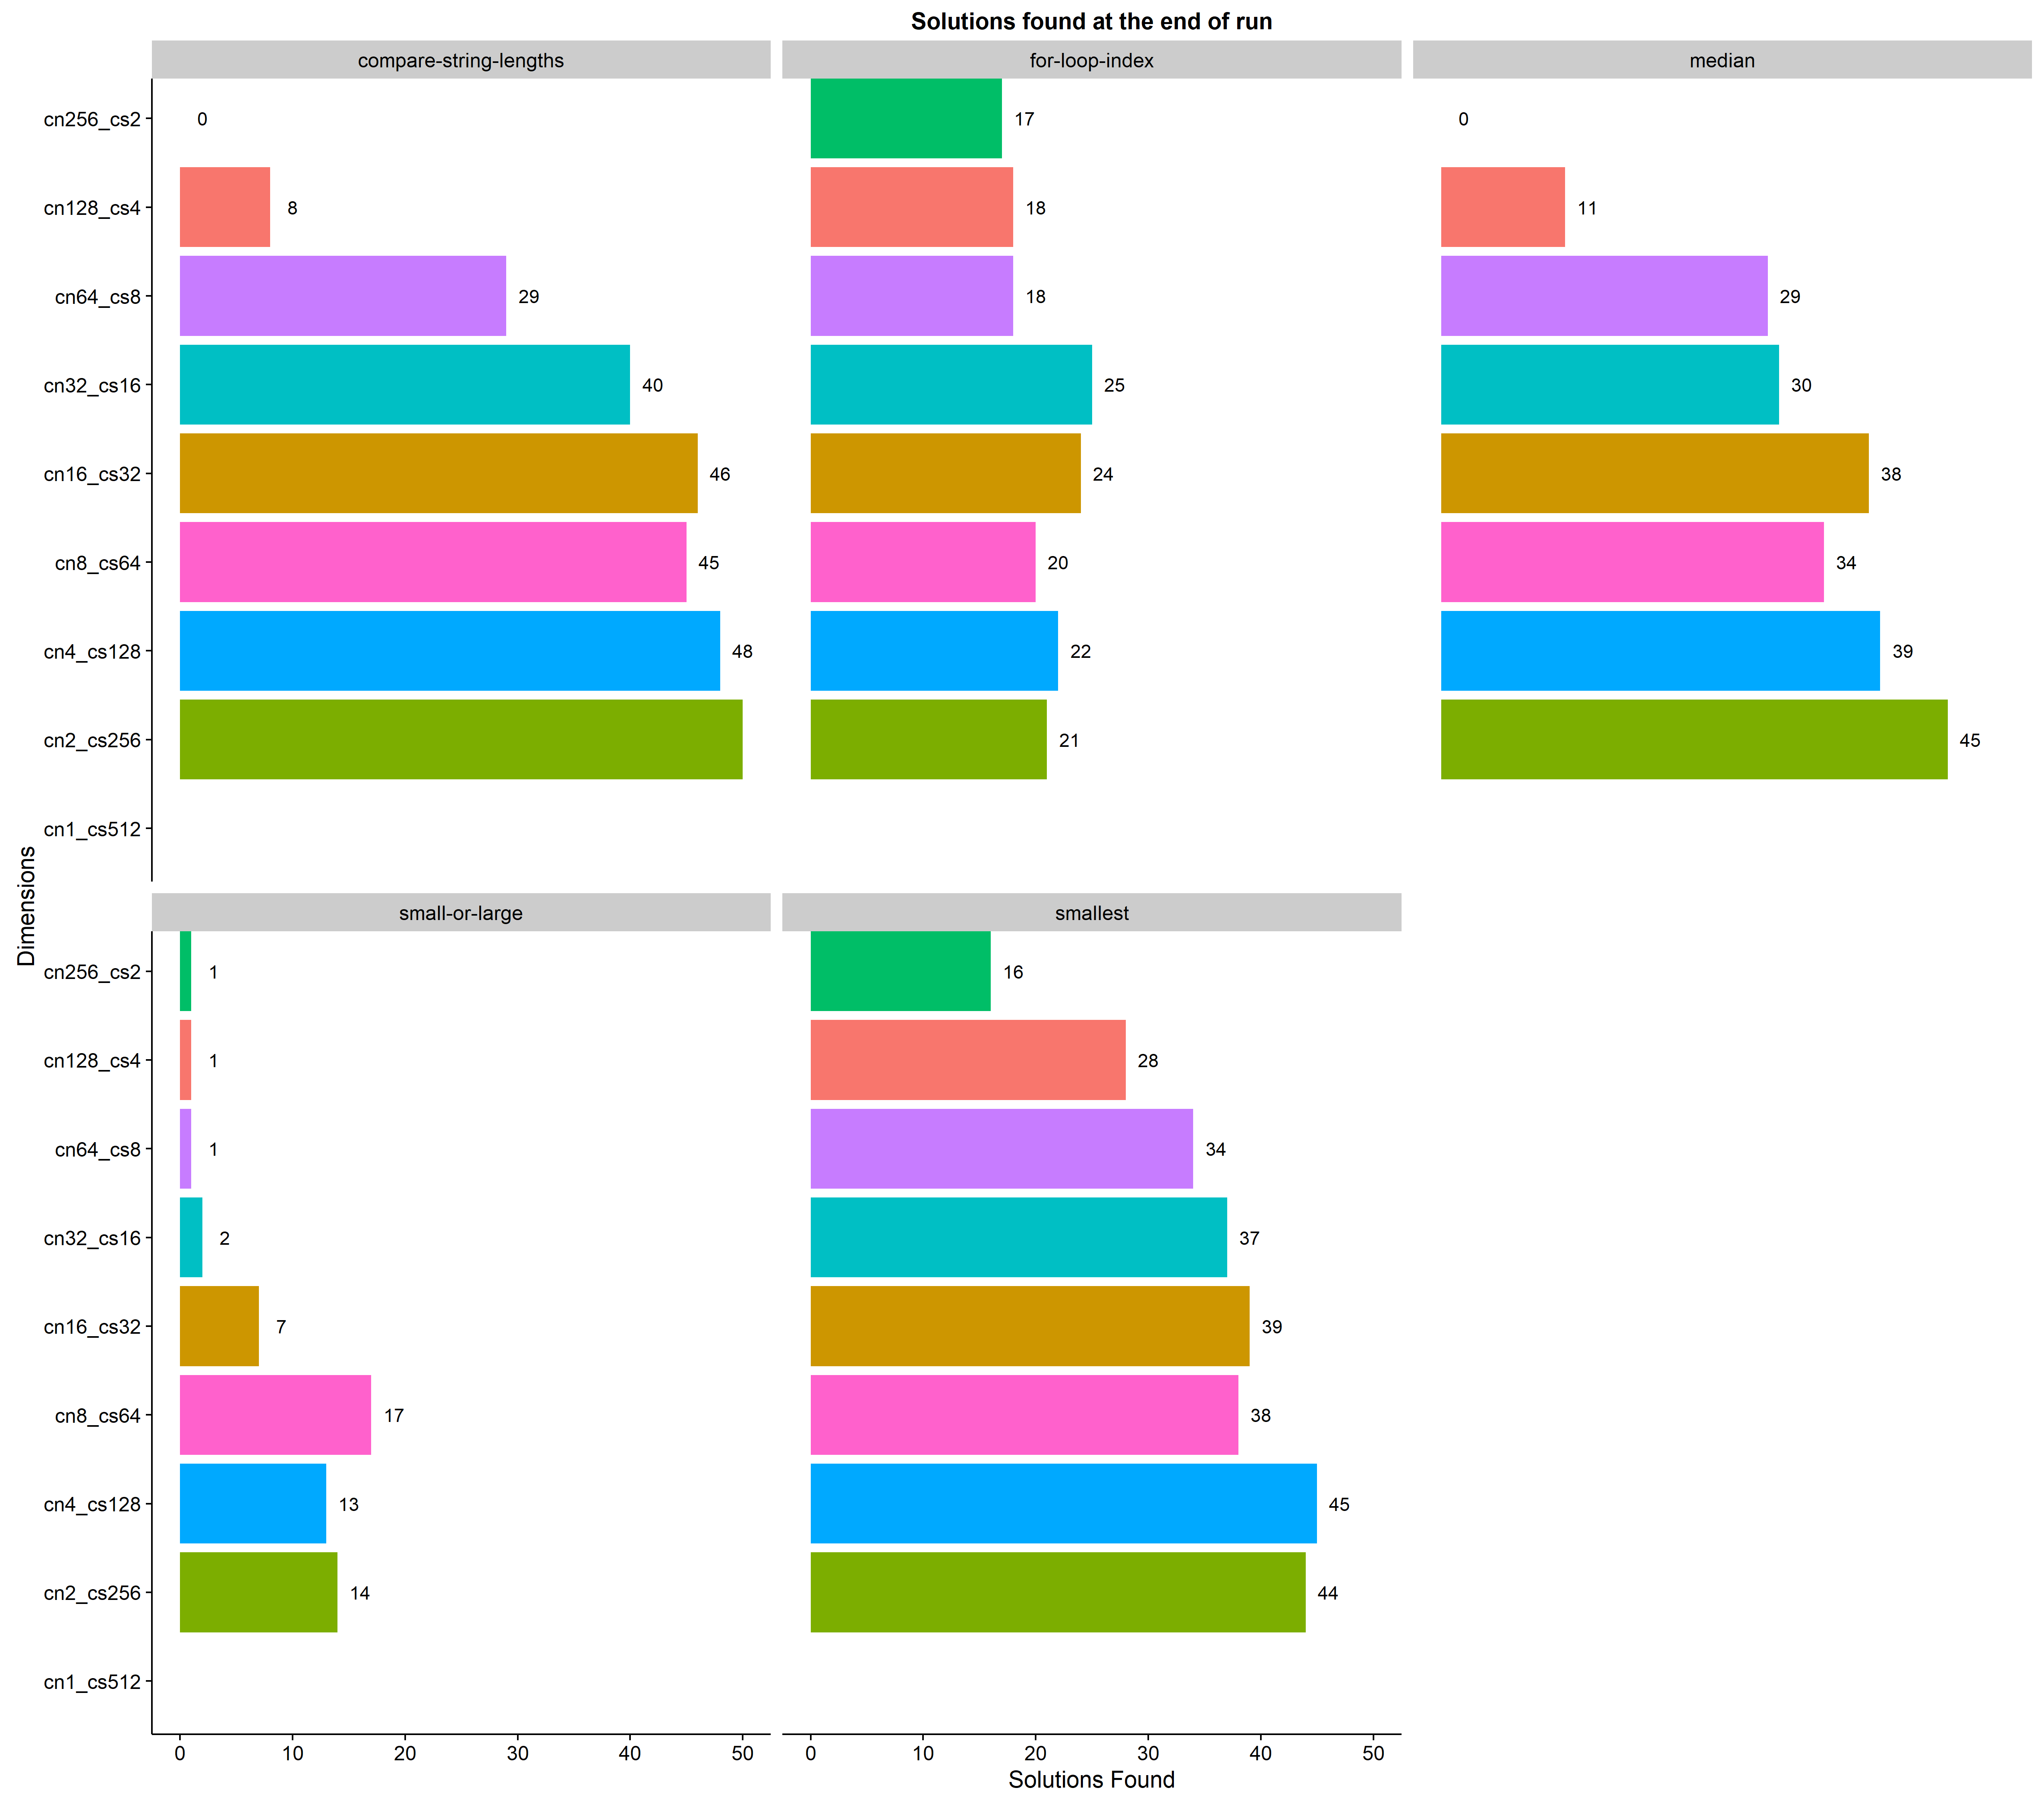 Solutions found at the end of run
compare-string-lengths
for-loop-index
median
cn256_cs2
0
17
0
cn128_cs4
8
18
11
cn64_cs8
29
18
29
cn32_cs16
40
25
30
cn16_cs32
46
24
38
cn8_cs64
45
20
34
cn4_cs128
48
22
39
cn2_cs256
21
45
cn1_cs512
Dimensions
small-or-large
smallest
cn256_cs2
1
16
cn128_cs4
1
28
cn64_cs8
1
34
cn32_cs16
2
37
cn16_cs32
7
39
cn8_cs64
17
38
cn4_cs128
13
45
cn2_cs256
14
44
cn1_cs512
0 10 20 30 40 50
0 10 20 30 40 50
Solutions Found